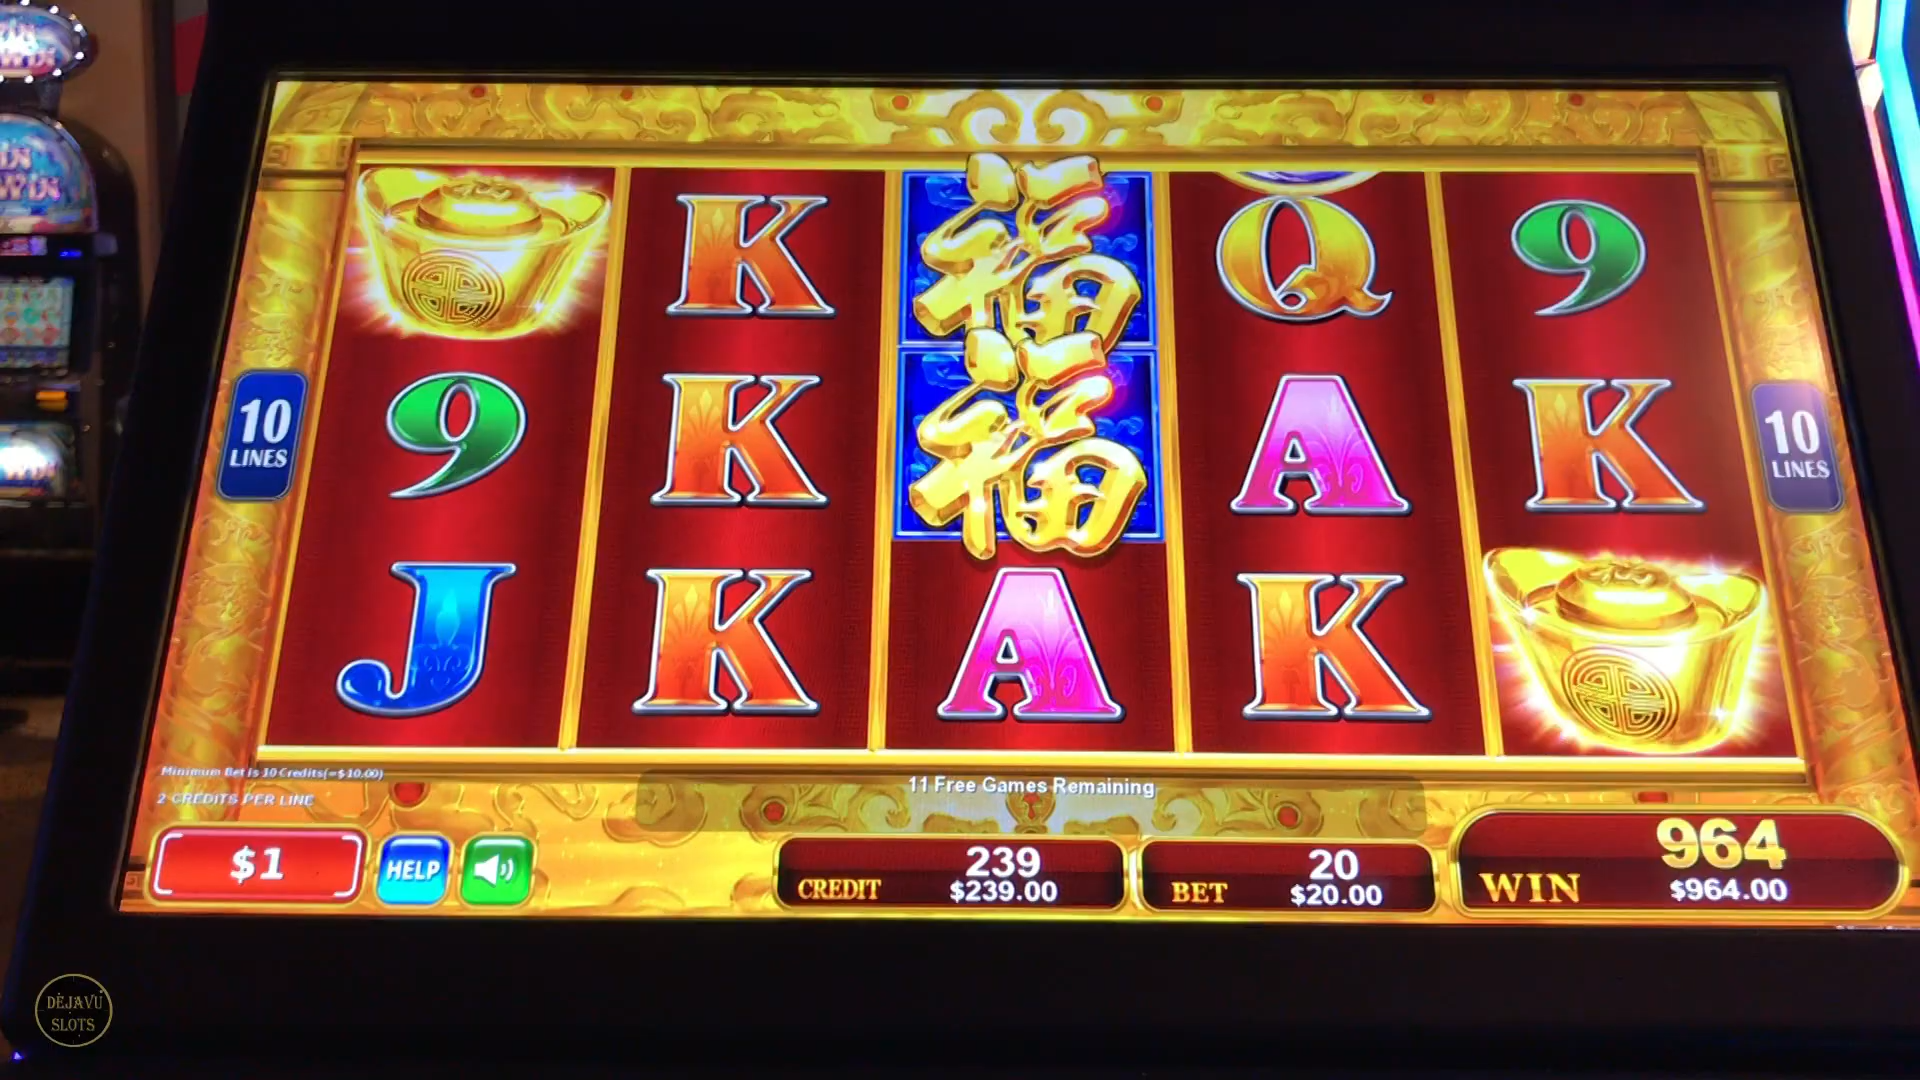 K
福
Q
9
10
LINES
9
K
福
A
K
10
LINES
J
K
A
K
Minimum Bet is 10 Credits(=$10.00)
2 CREDITS PER LINE
11 Free Games Remaining
$1
HELP
CREDIT 239
$239.00
BET 20
$20.00
WIN 964
$964.00
DEJAVU
SLOTS